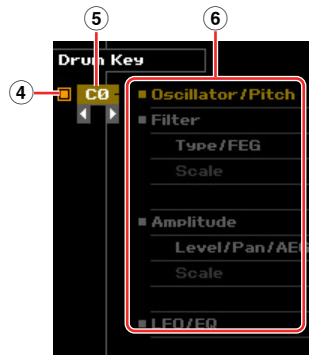 5 6
Drum Key
4 C0 Oscillator/Pitch
Filter
Type/FEG
Scale
Amplitude
Level/Pan/AEG
Scale
LFO/EQ